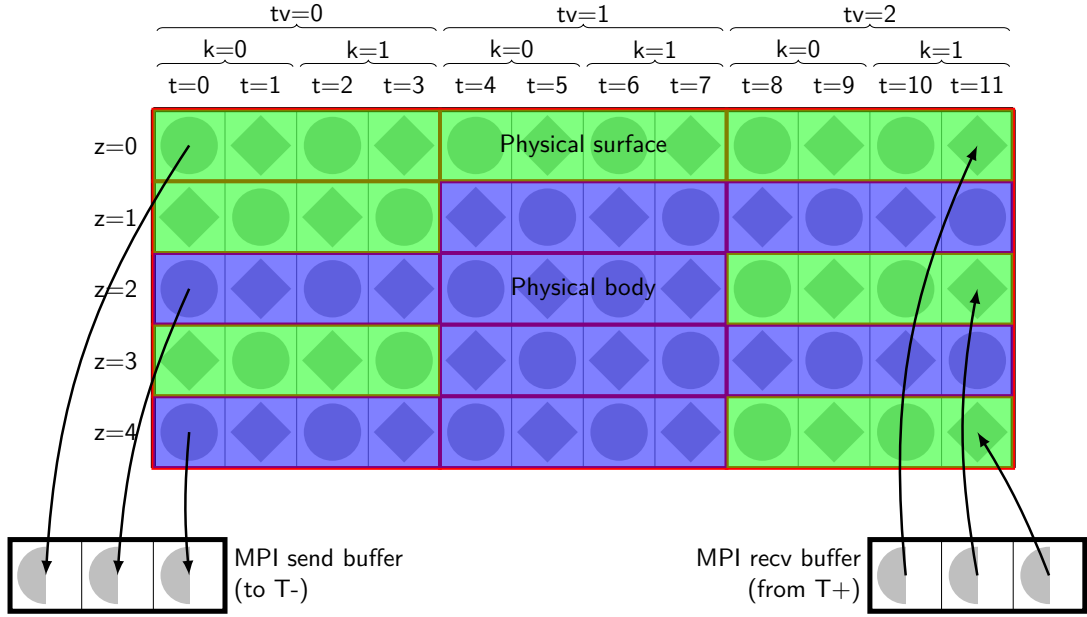 tv=0 tv=1 tv=2
k=0 k=1 k=0 k=1 k=0 k=1
t=0 t=1 t=2 t=3 t=4 t=5 t=6 t=7 t=8 t=9 t=10 t=11
z=0 Physical surface
z=1
z=2 Physical body
z=3
z=4
MPI send buffer
(to T-)
MPI recv buffer
(from T+)